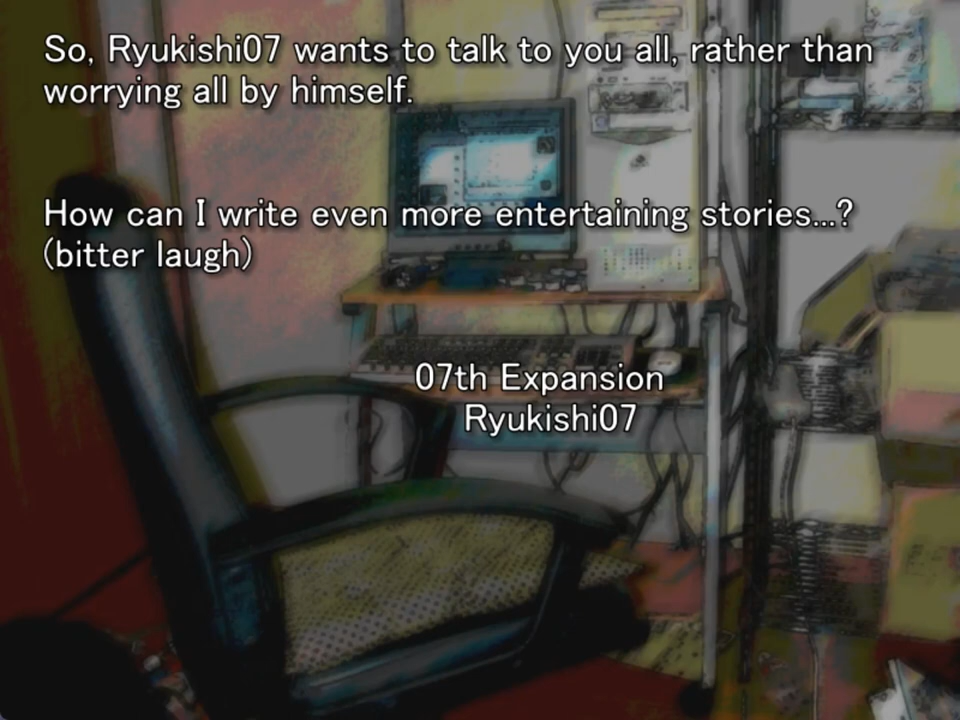 So, Ryukishi07 wants to talk to you all, rather than
worrying all by himself.
How can I write even more entertaining stories...?
(bitter laugh)
07th Expansion
Ryukishi07